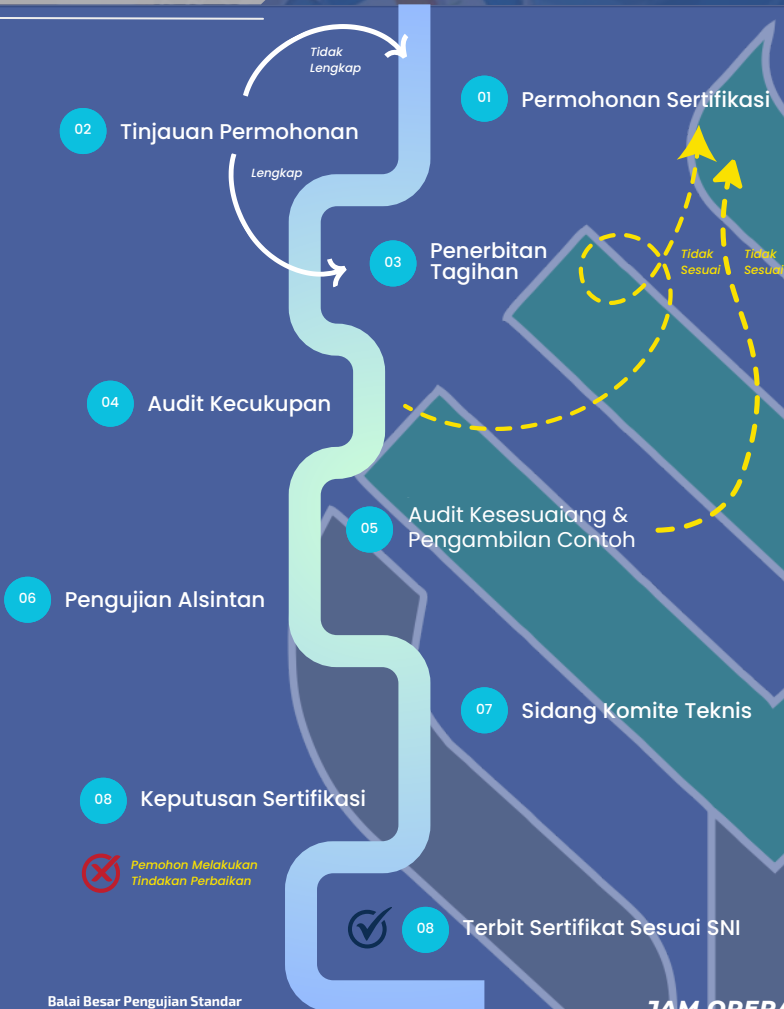 Tidak
Lengkap
01
Permohonan Sertifikasi
02
Tinjauan Permohonan
Lengkap
03
Penerbitan
Tagihan
Tidak
Sesuai
Tidak
Sesuai
04
Audit Kecukupan
05
Audit Kesesuaiang &
Pengambilan Contoh
06
Pengujian Alsintan
07
Sidang Komite Teknis
08
Keputusan Sertifikasi
Pemohon Melakukan
Tindakan Perbaikan
08
Terbit Sertifikat Sesuai SNI
Balai Besar Pengujian Standar
JAM